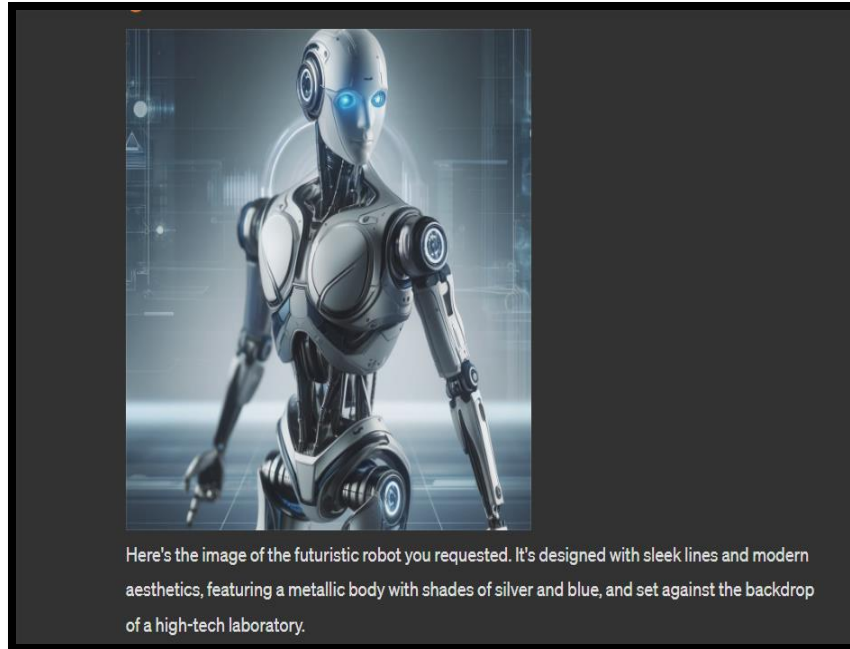 Here's the image of the futuristic robot you requested. It's designed with sleek lines and modern
aesthetics, featuring a metallic body with shades of silver and blue, and set against the backdrop
of a high-tech laboratory.